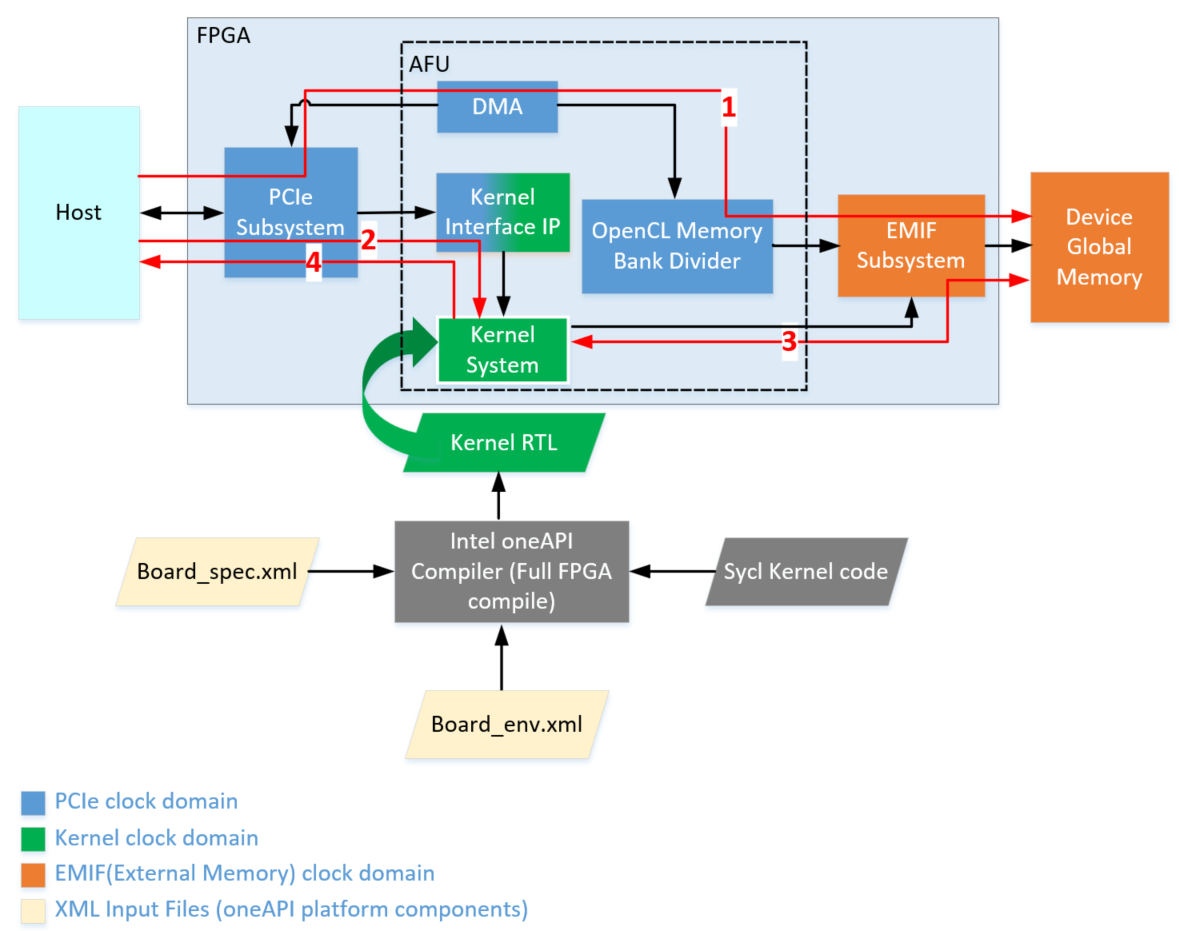 FPGA
AFU
DMA
1
Host
PCIe
Subsystem
Kernel
Interface IP
OpenCL Memory
Bank Divider
EMIF
Subsystem
Device
Global
Memory
2
4
Kernel
System
3
Kernel RTL
Board_spec.xml
Intel oneAPI
Compiler (Full FPGA
compile)
Sycl Kernel code
Board_env.xml
PCIe clock domain
Kernel clock domain
EMIF(External Memory) clock domain
XML Input Files (oneAPI platform components)